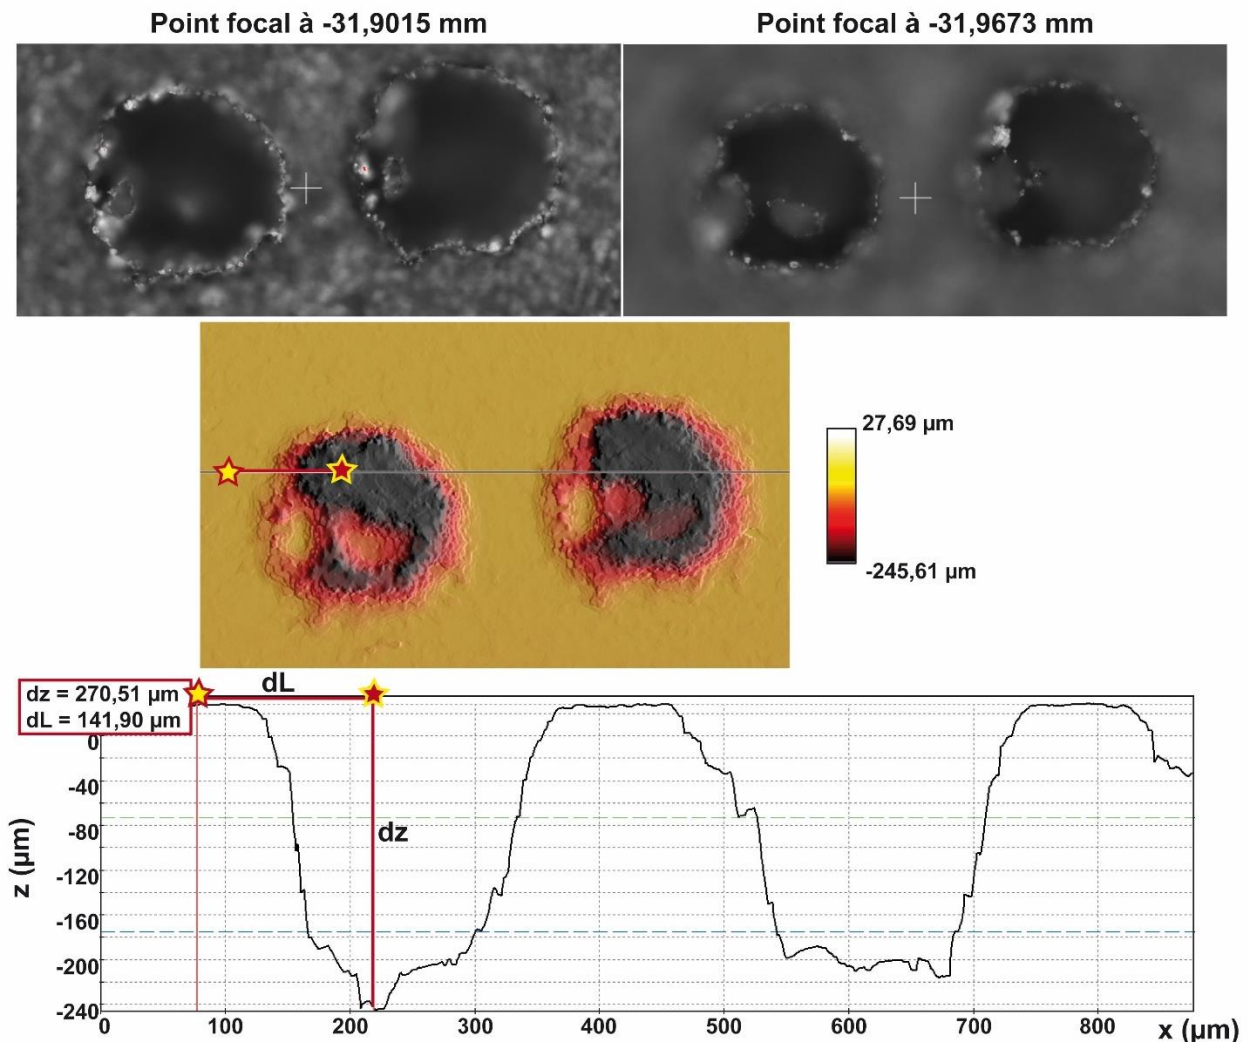 Point focal à -31,9015 mm
Point focal à -31,9673 mm
27,69 µm
-245,61 µm
dz = 270,51 µm
dL = 141,90 µm
dL
dz
z (µm)
0
-40
-80
-120
-160
-200
-240
0 100 200 300 400 500 600 700 800 x (µm)